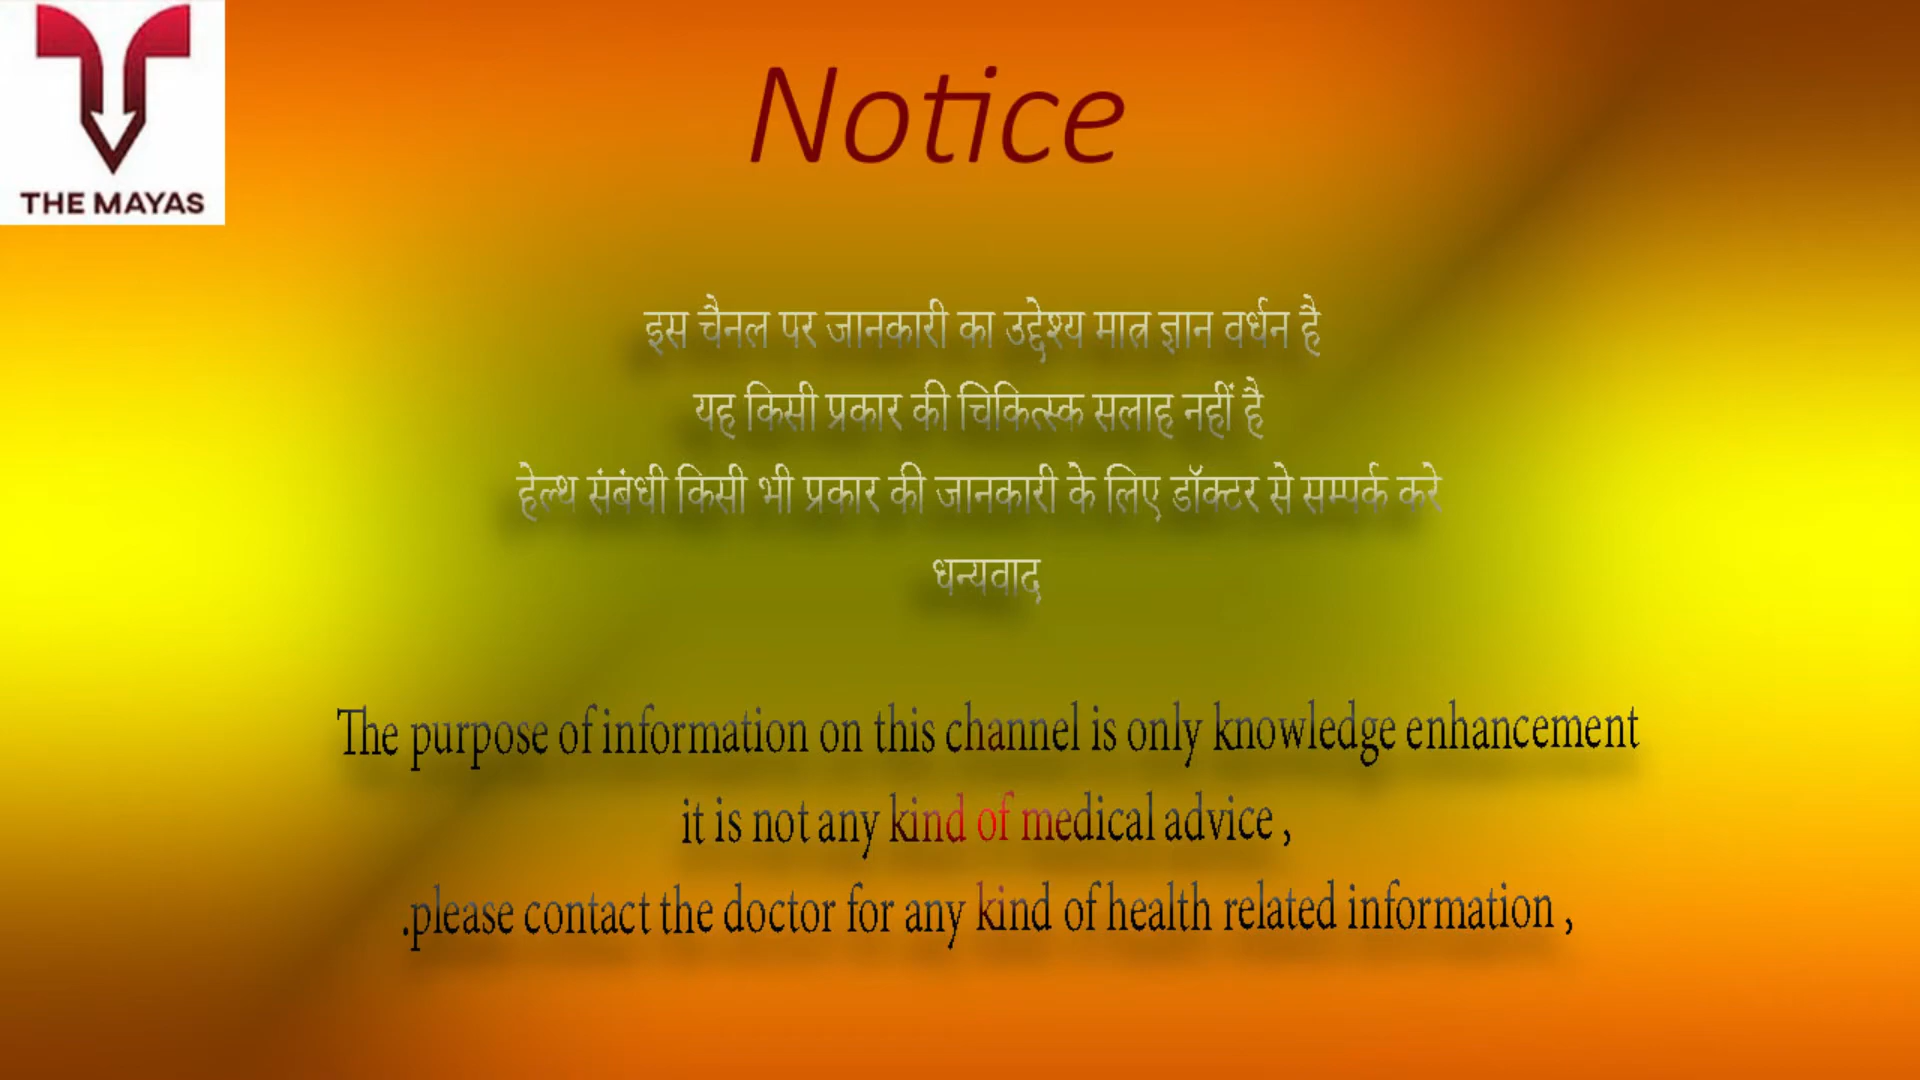 THE MAYAS
Notice
इस चैनल पर जानकारी का उद्देश्य मात्र ज्ञान वर्धन है
यह किसी प्रकार की चिकित्स्क सलाह नहीं है
हेल्थ संबंधी किसी भी प्रकार की जानकारी के लिए डॉक्टर से सम्पर्क करे
धन्यवाद
The purpose of information on this channel is only knowledge enhancement
it is not any kind of medical advice ,
.please contact the doctor for any kind of health related information ,